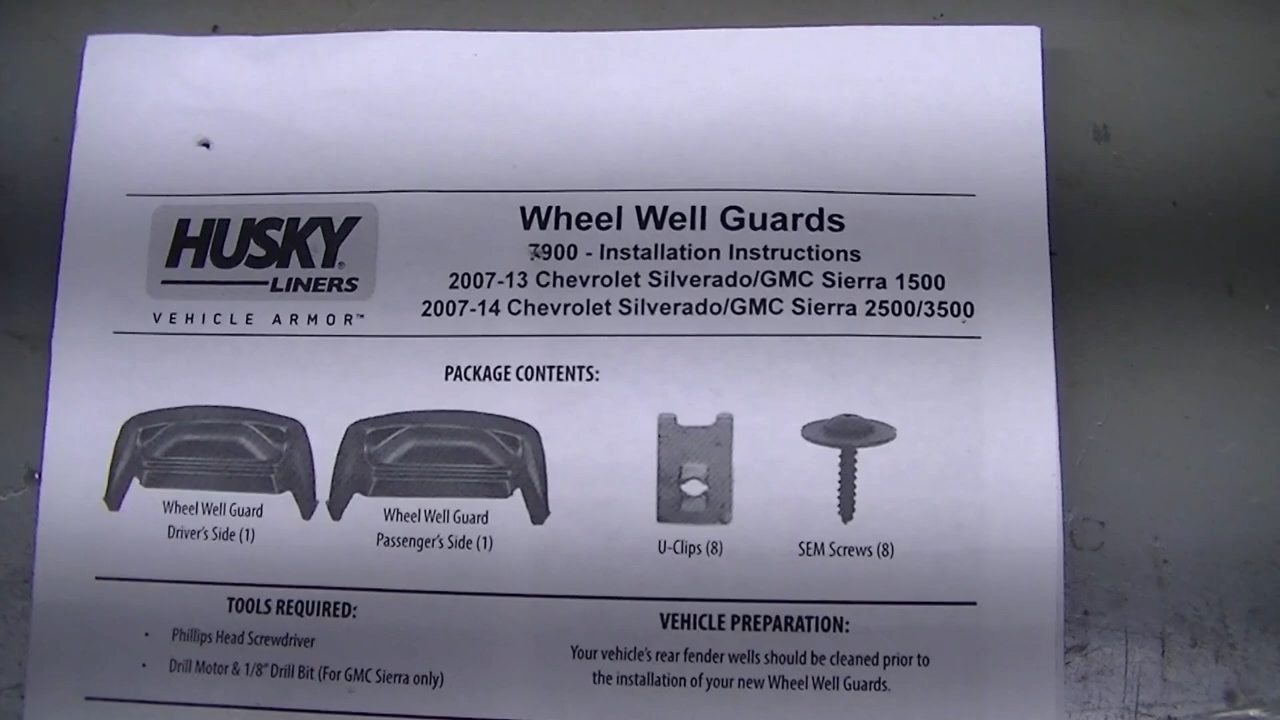 HUSKY®
LINERS
VEHICLE ARMOR™
Wheel Well Guards
7900 - Installation Instructions
2007-13 Chevrolet Silverado/GMC Sierra 1500
2007-14 Chevrolet Silverado/GMC Sierra 2500/3500
PACKAGE CONTENTS:
Wheel Well Guard
Driver's Side (1)
Wheel Well Guard
Passenger's Side (1)
U-Clips (8)
SEM Screws (8)
TOOLS REQUIRED:
• Phillips Head Screwdriver
• Drill Motor & 1/8" Drill Bit (For GMC Sierra only)
VEHICLE PREPARATION:
Your vehicle's rear fender wells should be cleaned prior to
the installation of your new Wheel Well Guards.